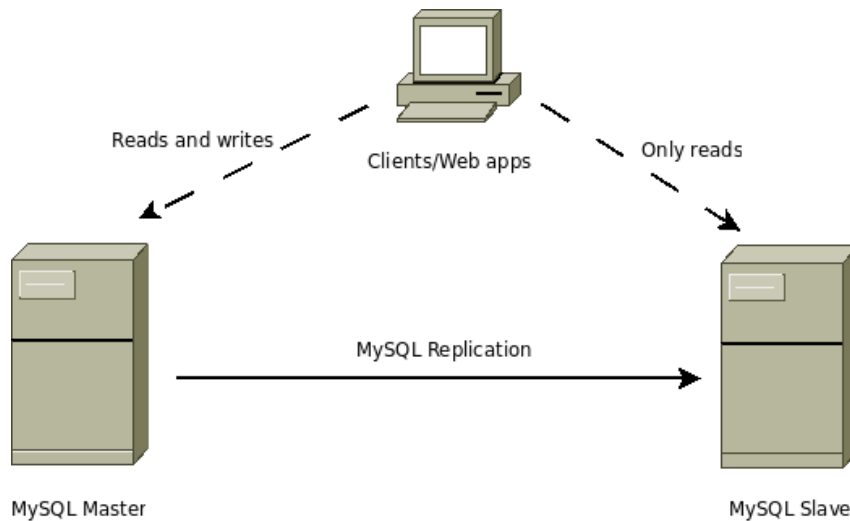 Reads and writes
Clients/Web apps
Only reads
MySQL Replication
MySQL Master
MySQL Slave